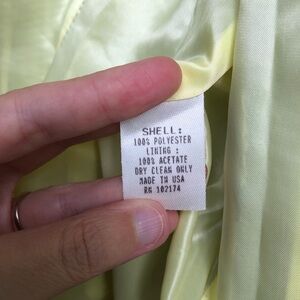 SHELL:
100% POLYESTER
LINING :
100% ACETATE
DRY CLEAN ONLY
MADE IN USA
RN 102174